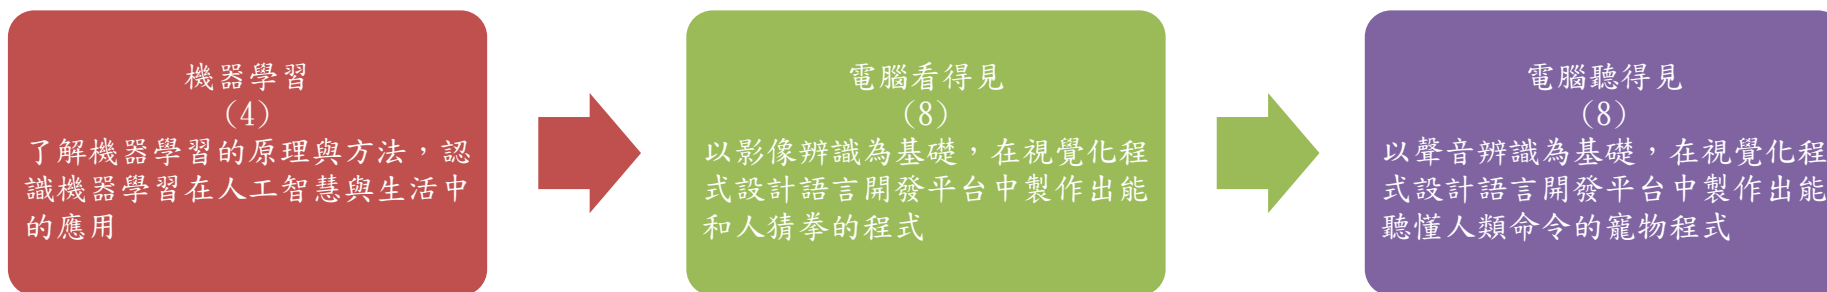 機器學習
(4)
了解機器學習的原理與方法，認
識機器學習在人工智慧與生活中
的應用
電腦看得見
(8)
以影像辨識為基礎，在視覺化程
式設計語言開發平台中製作出能
和人猜拳的程式
電腦聽得見
(8)
以聲音辨識為基礎，在視覺化程
式設計語言開發平台中製作出能
聽懂人類命令的寵物程式